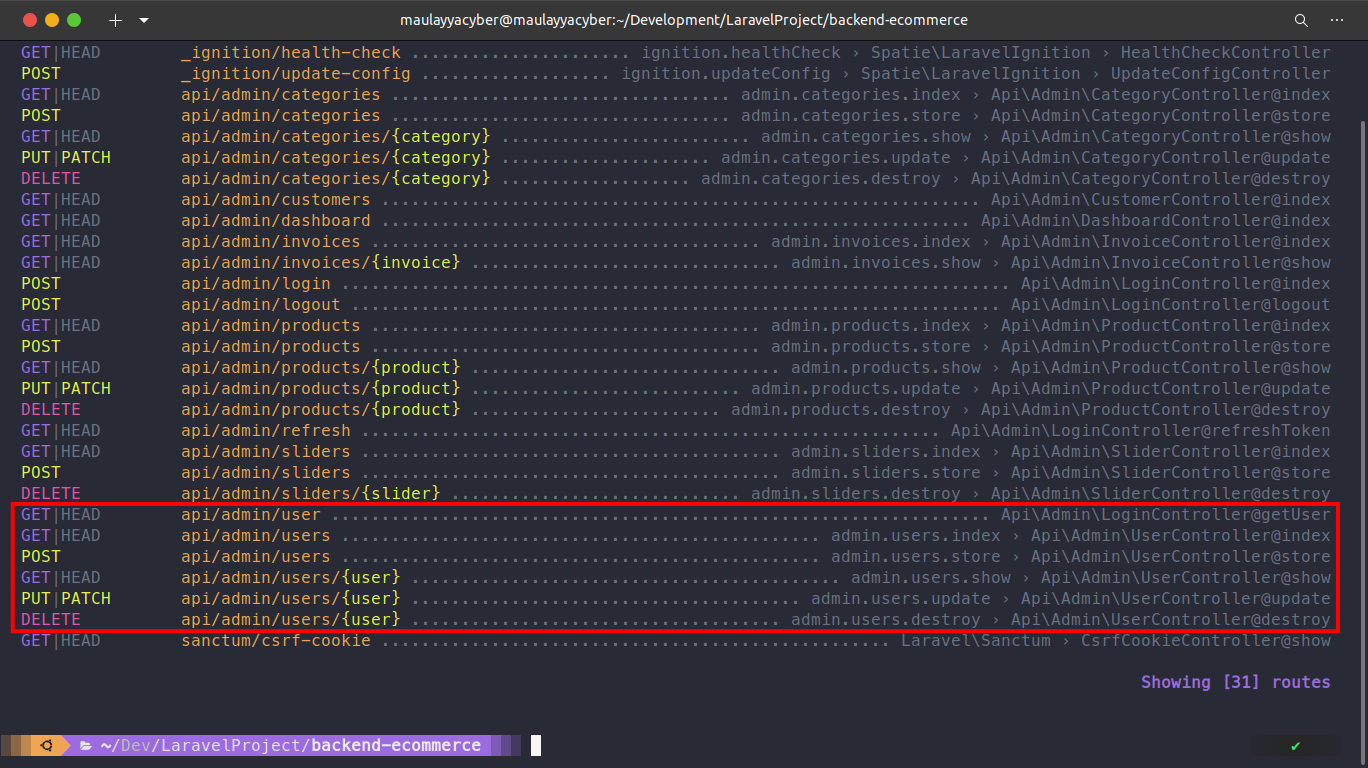 maulayyacyber@maulayyacyber:~/Development/LaravelProject/backend-ecommerce
GET|HEAD _ignition/health-check ...................... ignition.healthCheck › Spatie\LaravelIgnition › HealthCheckController
POST _ignition/update-config ................... ignition.updateConfig › Spatie\LaravelIgnition › UpdateConfigController
GET|HEAD api/admin/categories .................................. admin.categories.index › Api\Admin\CategoryController@index
POST api/admin/categories .................................. admin.categories.store › Api\Admin\CategoryController@store
GET|HEAD api/admin/categories/{category} ......................... admin.categories.show › Api\Admin\CategoryController@show
PUT|PATCH api/admin/categories/{category} ..................... admin.categories.update › Api\Admin\CategoryController@update
DELETE api/admin/categories/{category} ................... admin.categories.destroy › Api\Admin\CategoryController@destroy
GET|HEAD api/admin/customers ............................................................ Api\Admin\CustomerController@index
GET|HEAD api/admin/dashboard ........................................................... Api\Admin\DashboardController@index
GET|HEAD api/admin/invoices ....................................... admin.invoices.index › Api\Admin\InvoiceController@index
GET|HEAD api/admin/invoices/{invoice} ............................... admin.invoices.show › Api\Admin\InvoiceController@show
POST api/admin/login ................................................................... Api\Admin\LoginController@index
POST api/admin/logout ................................................................. Api\Admin\LoginController@logout
GET|HEAD api/admin/products ....................................... admin.products.index › Api\Admin\ProductController@index
POST api/admin/products ....................................... admin.products.store › Api\Admin\ProductController@store
GET|HEAD api/admin/products/{product} ............................... admin.products.show › Api\Admin\ProductController@show
PUT|PATCH api/admin/products/{product} ........................... admin.products.update › Api\Admin\ProductController@update
DELETE api/admin/products/{product} ......................... admin.products.destroy › Api\Admin\ProductController@destroy
GET|HEAD api/admin/refresh .......................................................... Api\Admin\LoginController@refreshToken
GET|HEAD api/admin/sliders .......................................... admin.sliders.index › Api\Admin\SliderController@index
POST api/admin/sliders .......................................... admin.sliders.store › Api\Admin\SliderController@store
DELETE api/admin/sliders/{slider} ............................. admin.sliders.destroy › Api\Admin\SliderController@destroy
GET|HEAD api/admin/user .................................................................. Api\Admin\LoginController@getUser
GET|HEAD api/admin/users ................................................ admin.users.index › Api\Admin\UserController@index
POST api/admin/users ................................................ admin.users.store › Api\Admin\UserController@store
GET|HEAD api/admin/users/{user} ........................................... admin.users.show › Api\Admin\UserController@show
PUT|PATCH api/admin/users/{user} ....................................... admin.users.update › Api\Admin\UserController@update
DELETE api/admin/users/{user} ..................................... admin.users.destroy › Api\Admin\UserController@destroy
GET|HEAD sanctum/csrf-cookie ................................................... Laravel\Sanctum › CsrfCookieController@show
Showing [31] routes
~/Dev/LaravelProject/backend-ecommerce